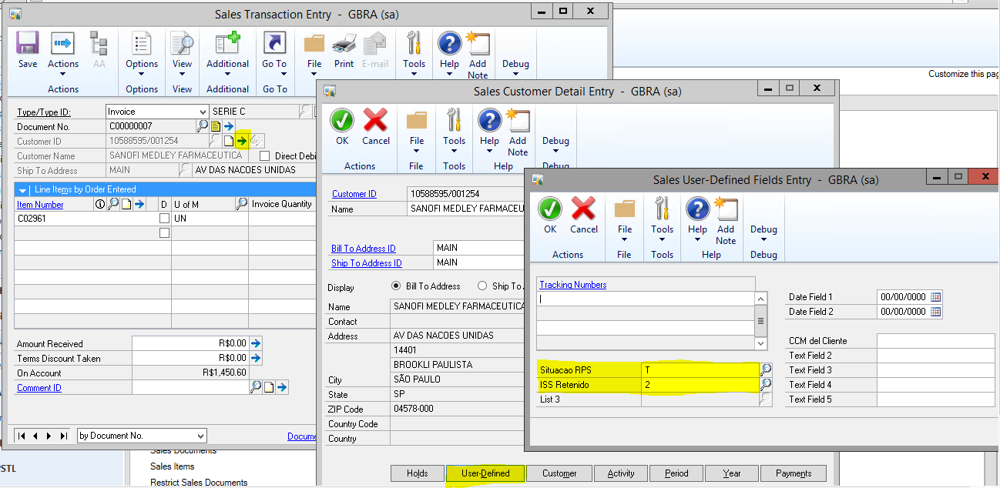 Sales Transaction Entry - GBRA (sa)
Save
Actions
AA
Options
View
Additional
Go To
File
Print
E-mail
Tools
Help
Add Note
Debug
Actions
Options
View
Additional
Go To
Customize this pag
Type/Type ID:
Invoice
SERIE C
Document No.
C00000007
Customer ID
10588595/001254
Customer Name
SANOFI MEDLEY FARMACEUTICA
Direct Debi
Ship To Address
MAIN
AV DAS NACOES UNIDAS
Line Items by Order Entered
Item Number
D
U of M
Invoice Quantity
C02961
UN
Amount Received
R$0.00
Terms Discount Taken
R$0.00
On Account
R$1,450.60
Comment ID
by Document No.
Docume
PSTL
Sales Documents
Sales Items
Restrict Sales Documents
Sales Customer Detail Entry - GBRA (sa)
OK
Cancel
File
Tools
Help
Add Note
Debug
Actions
File
Tools
Help
Debug
Customer ID
10588595/001254
Name
SANOFI MEDLEY FARMACEU
Bill To Address ID
MAIN
Ship To Address ID
MAIN
Display
Bill To Address
Ship To
Name
SANOFI MEDLEY FARMACEUTICA
Contact
Address
AV DAS NACOES UNIDAS
14401
BROOKLI PAULISTA
City
SÃO PAULO
State
SP
ZIP Code
04578-000
Country Code
Country
Holds
User-Defined
Customer
Activity
Period
Year
Payments
Sales User-Defined Fields Entry - GBRA (sa)
OK
Cancel
File
Tools
Help
Add Note
Debug
Actions
File
Tools
Help
Debug
Tracking Numbers
Date Field 1
00/00/0000
Date Field 2
00/00/0000
CCM del Cliente
Text Field 2
Text Field 3
Text Field 4
Text Field 5
Situacao RPS
T
ISS Retenido
2
List 3